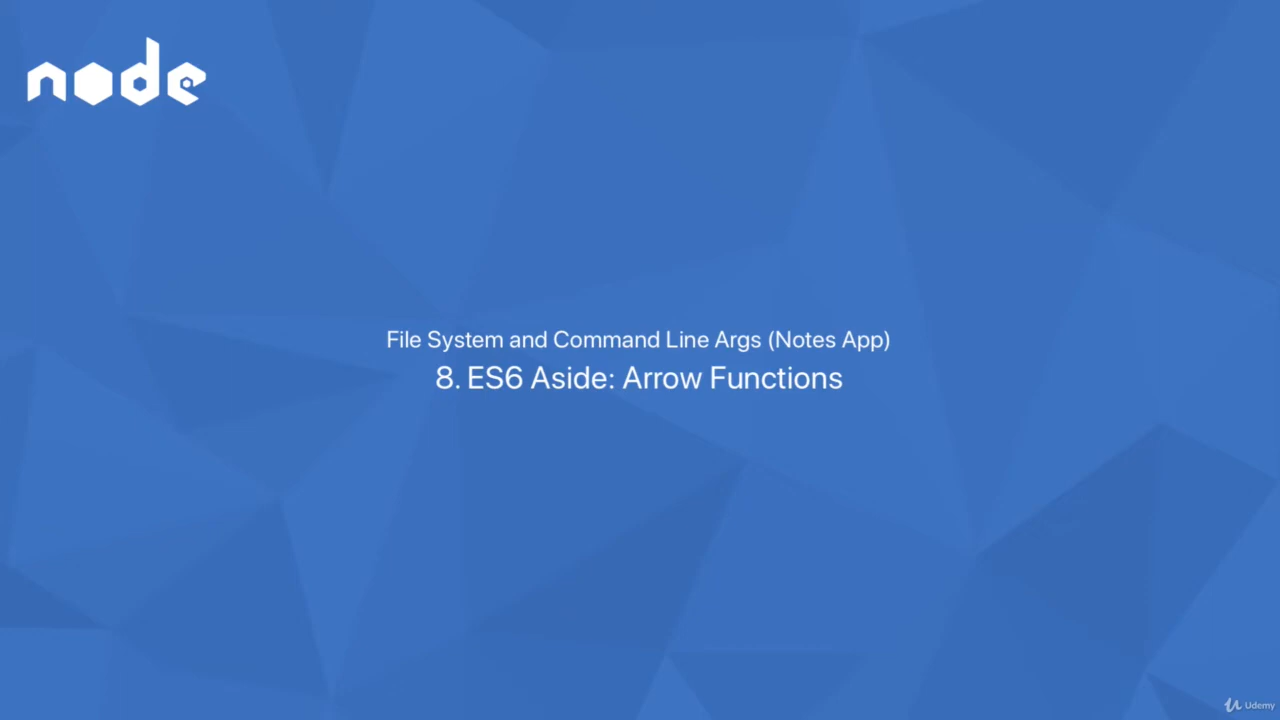 node
File System and Command Line Args (Notes App)
8. ES6 Aside: Arrow Functions
Udemy